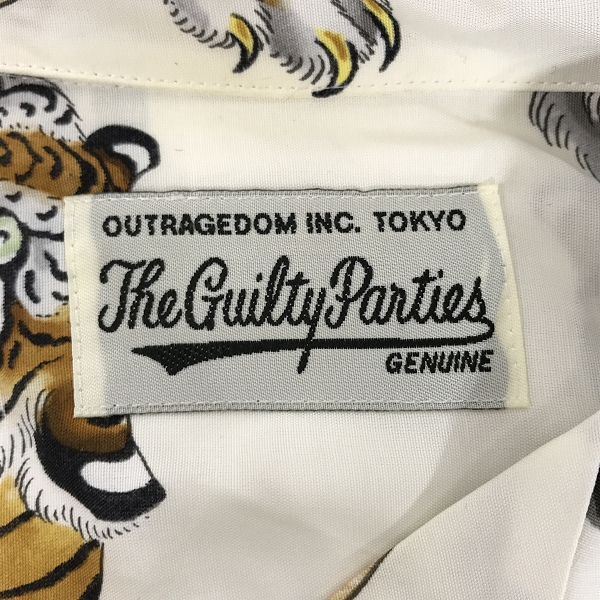 OUTRAGEDOM INC. TOKYO
The Guilty Parties
GENUINE